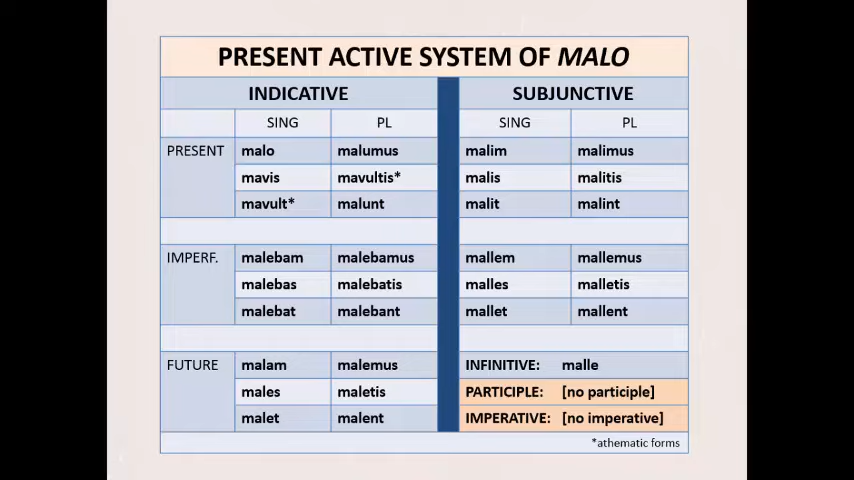 PRESENT ACTIVE SYSTEM OF MALO
INDICATIVE SUBJUNCTIVE
SING PL SING PL
PRESENT malo malumus malim malimus
mavis mavultis* malis malitis
mavult* malunt malit malint
IMPERF. malebam malebamus mallem mallemus
malebas malebatis malles malletis
malebat malebant mallet mallent
FUTURE malam malemus INFINITIVE: malle
males maletis PARTICIPLE: [no participle]
malet malent IMPERATIVE: [no imperative]
*athematic forms